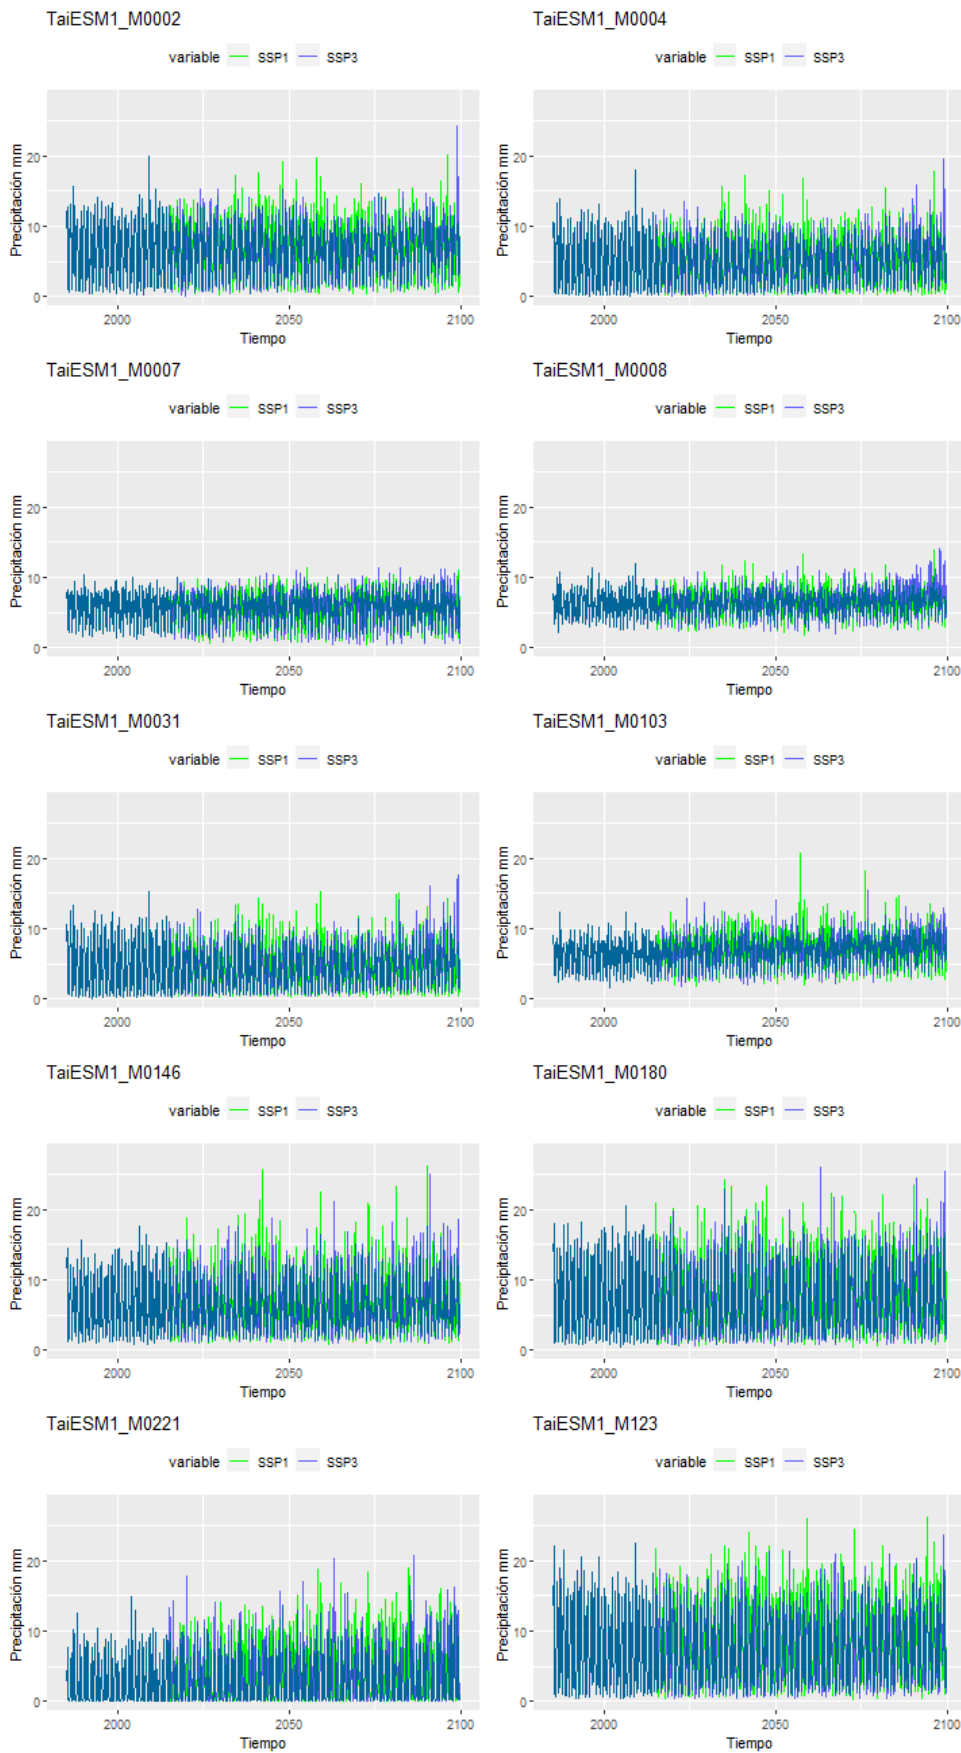 TaiESM1_M0002
variable SSP1 SSP3
Precipitación mm
20
10
0
2000 2050 2100
Tiempo
TaiESM1_M0004
variable SSP1 SSP3
Precipitación mm
20
10
0
2000 2050 2100
Tiempo
TaiESM1_M0007
variable SSP1 SSP3
Precipitación mm
20
10
0
2000 2050 2100
Tiempo
TaiESM1_M0008
variable SSP1 SSP3
Precipitación mm
20
10
0
2000 2050 2100
Tiempo
TaiESM1_M0031
variable SSP1 SSP3
Precipitación mm
20
10
0
2000 2050 2100
Tiempo
TaiESM1_M0103
variable SSP1 SSP3
Precipitación mm
20
10
0
2000 2050 2100
Tiempo
TaiESM1_M0146
variable SSP1 SSP3
Precipitación mm
20
10
0
2000 2050 2100
Tiempo
TaiESM1_M0180
variable SSP1 SSP3
Precipitación mm
20
10
0
2000 2050 2100
Tiempo
TaiESM1_M0221
variable SSP1 SSP3
Precipitación mm
20
10
0
2000 2050 2100
Tiempo
TaiESM1_M123
variable SSP1 SSP3
Precipitación mm
20
10
0
2000 2050 2100
Tiempo